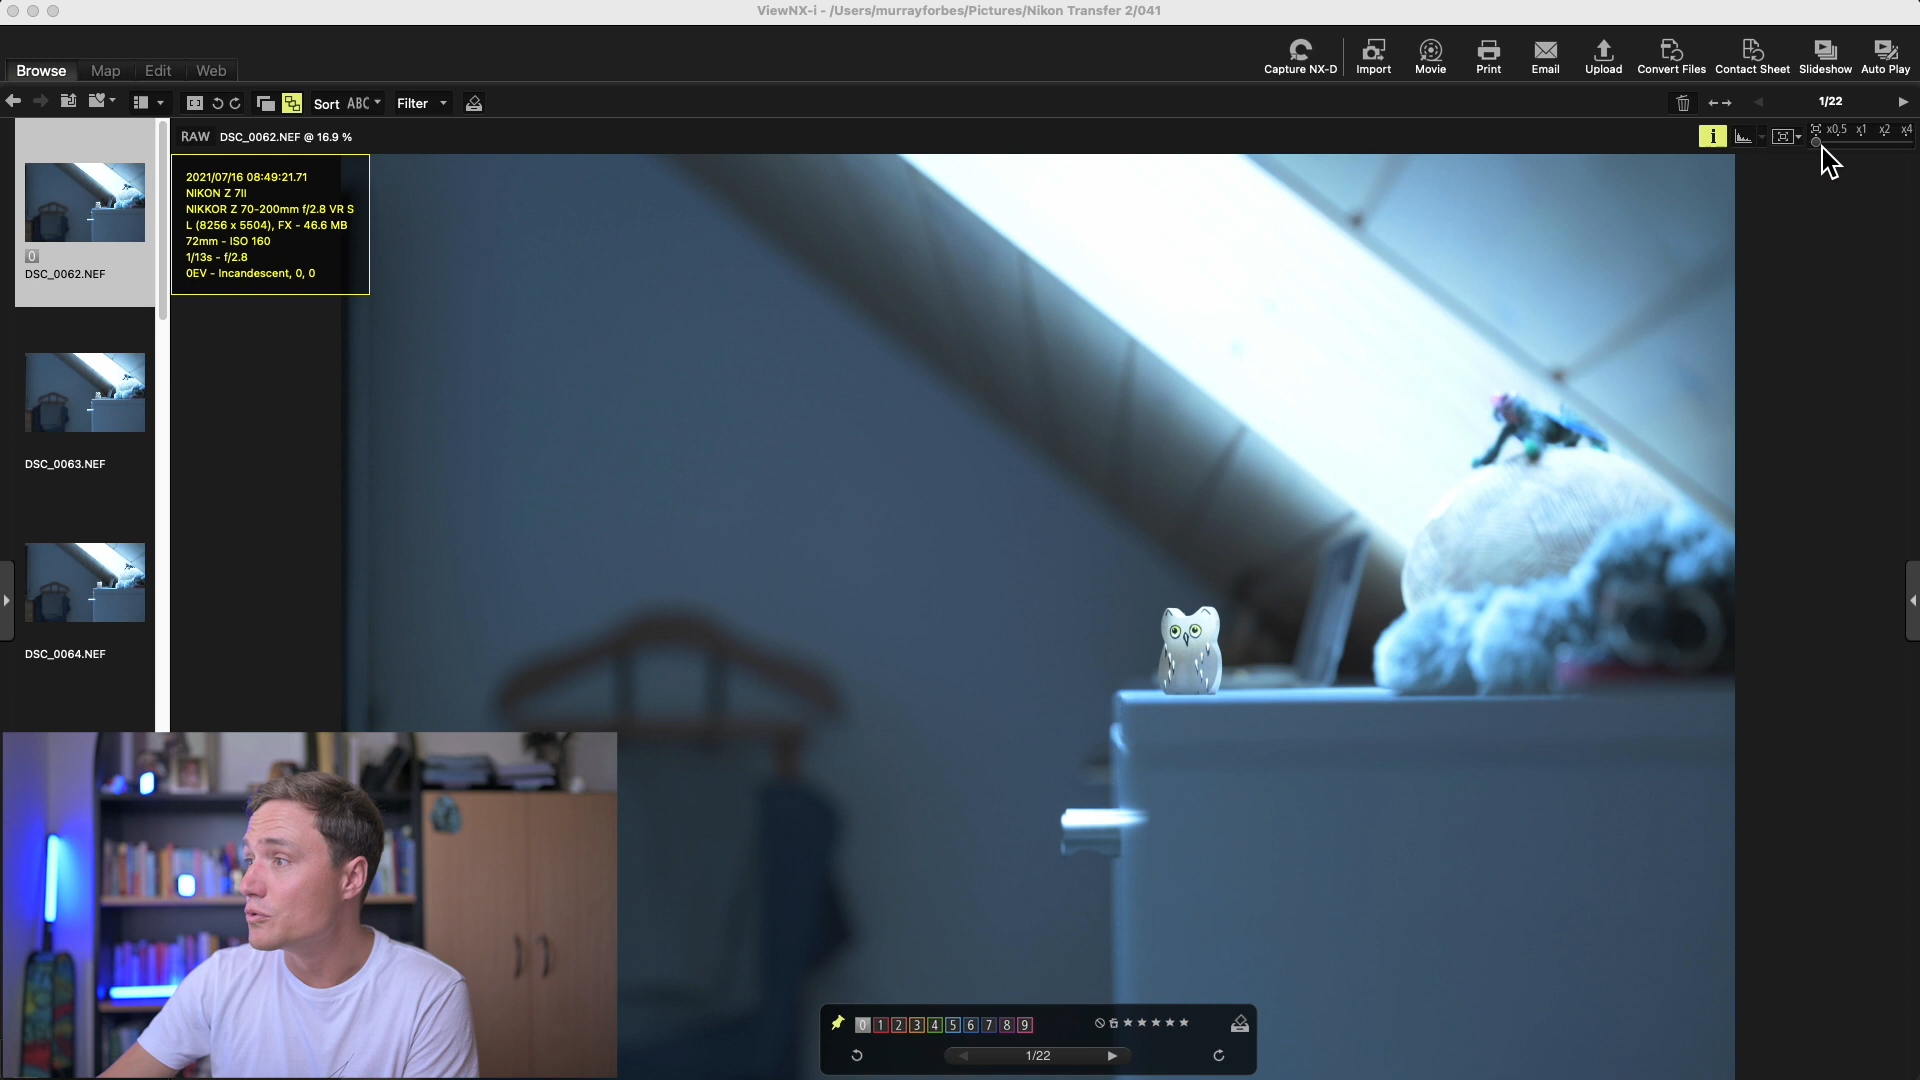 ViewNX-i - /Users/murrayforbes/Pictures/Nikon Transfer 2/041
Browse Map Edit Web
Capture NX-D Import Movie Print Email Upload Convert Files Contact Sheet Slideshow Auto Play
Sort ABC Filter
1/22
RAW DSC_0062.NEF @ 16.9 %
i x0.5 x1 x2 x4
2021/07/16 08:49:21.71
NIKON Z 7II
NIKKOR Z 70-200mm f/2.8 VR S
L (8256 x 5504), FX - 46.6 MB
72mm - ISO 160
1/13s - f/2.8
0EV - Incandescent, 0, 0
0
DSC_0062.NEF
DSC_0063.NEF
DSC_0064.NEF
0 1 2 3 4 5 6 7 8 9
1/22